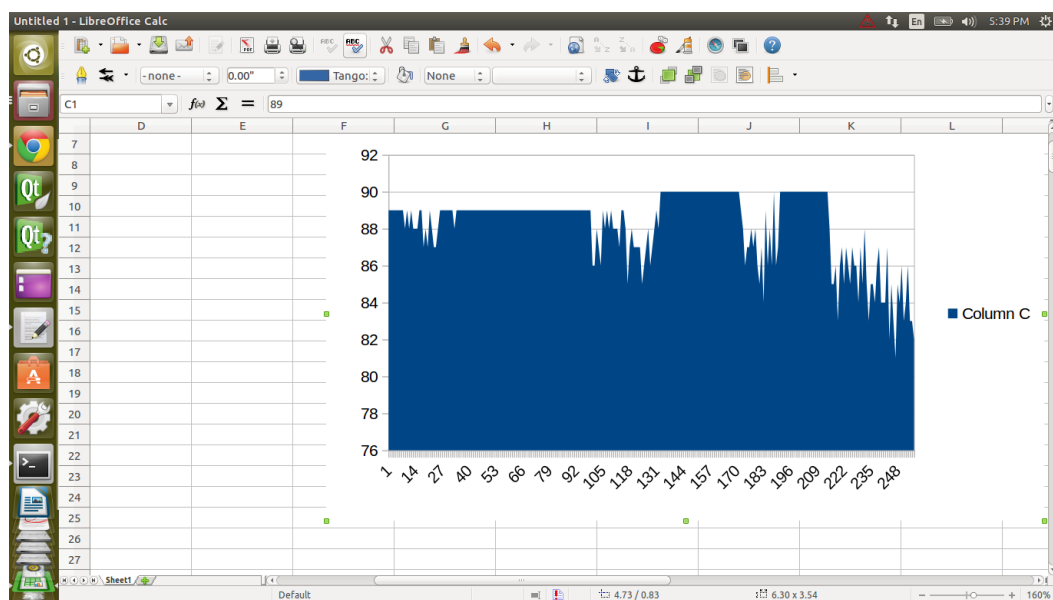 Untitled 1 - LibreOffice Calc
En
5:39 PM
- none -
0.00"
Tango:
None
C1
f(x) Σ =
89
D E F G H I J K L
7
8
9
10
11
12
13
14
15
16
17
18
19
20
21
22
23
24
25
26
27
92
90
88
86
84
82
80
78
76
1 14 27 40 53 66 79 92 105 118 131 144 157 170 183 196 209 222 235 248
Column C
Sheet1
Default
4.73 / 0.83
6.30 x 3.54
160%